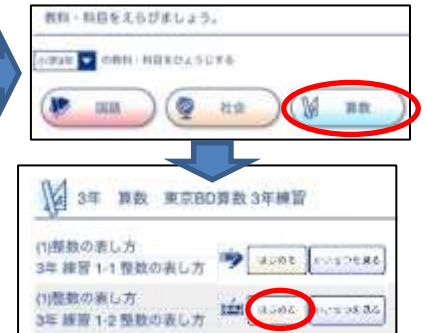 教科・科目をえらびましょう。
の教科・科目をひょうじする
国語 社会 算数
3年 算数 東京BD算数 3年練習
(1)整数の表し方
3年 練習 1-1 整数の表し方
はじめる
(1)整数の表し方
3年 練習 1-2 整数の表し方
はじめる